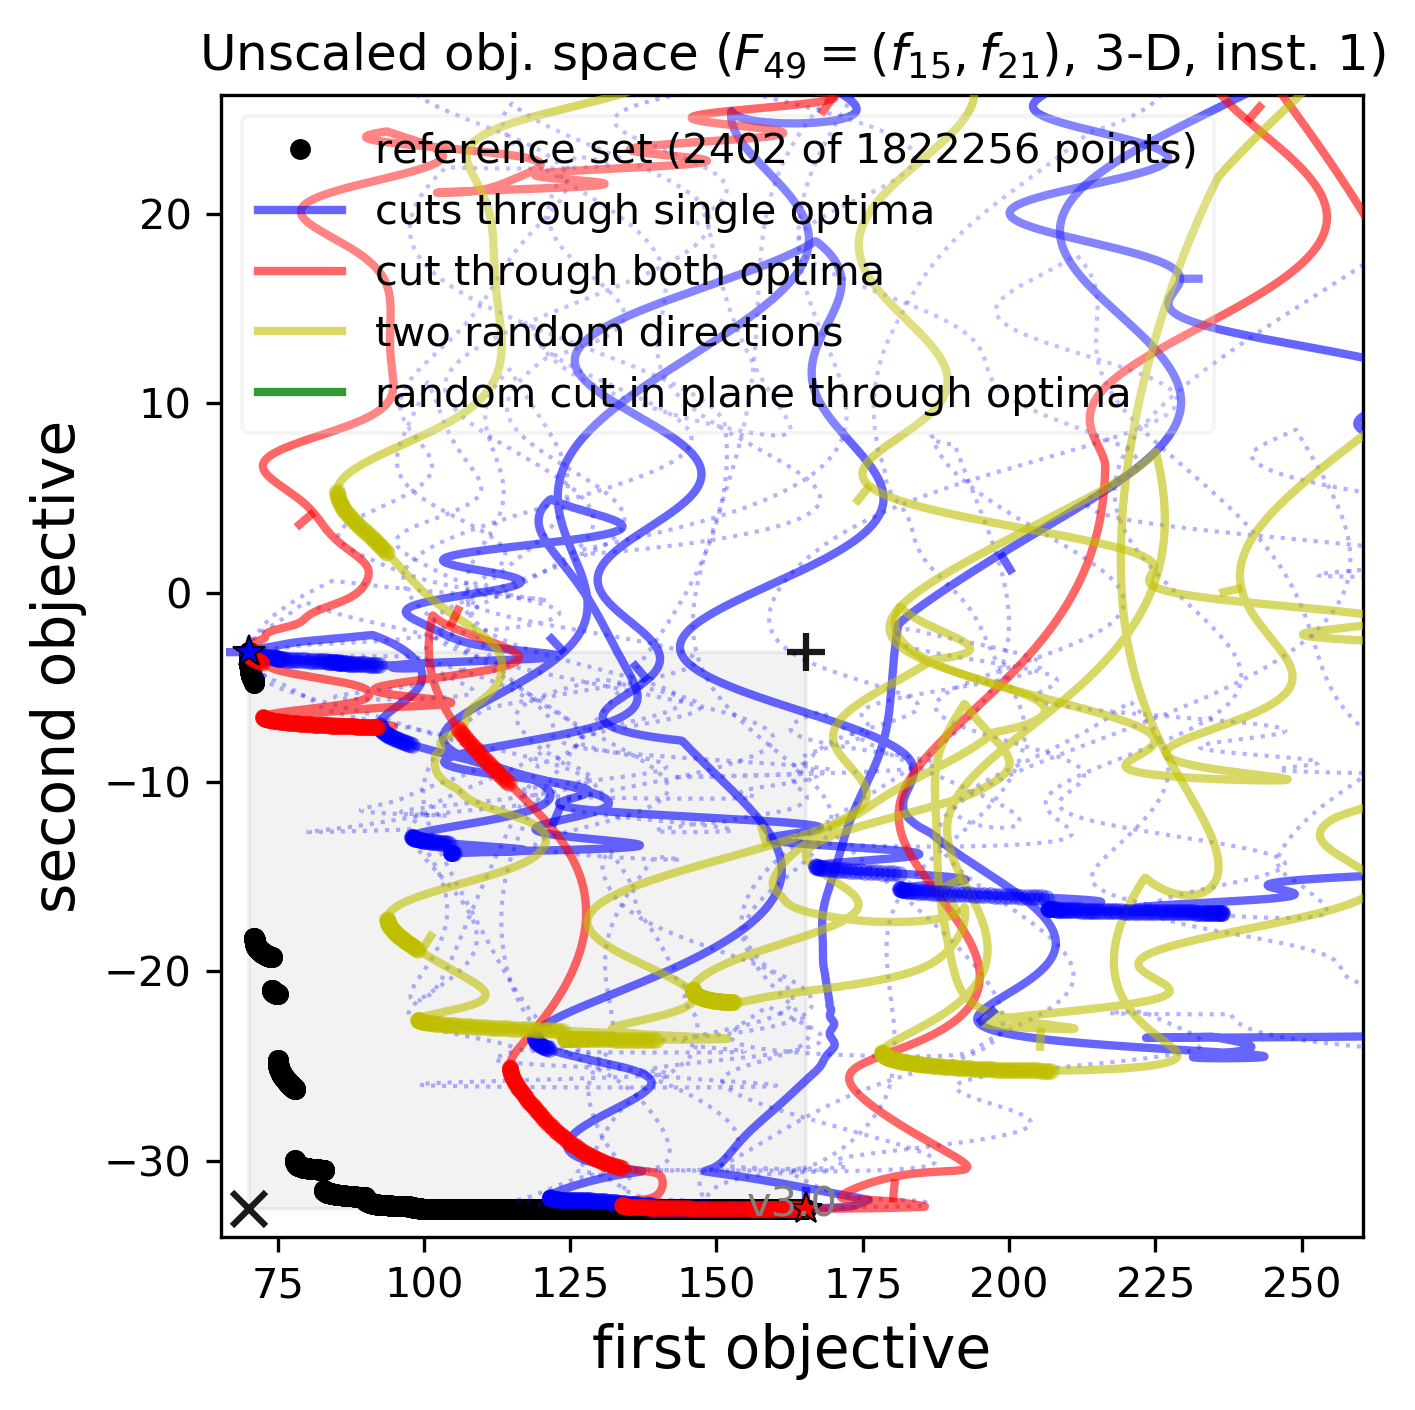 Unscaled obj. space (F49 = (f15, f21), 3-D, inst. 1)
reference set (2402 of 1822256 points)
cuts through single optima
cut through both optima
two random directions
random cut in plane through optima
second objective
20
10
0
−10
−20
−30
v3.0
75 100 125 150 175 200 225 250
first objective